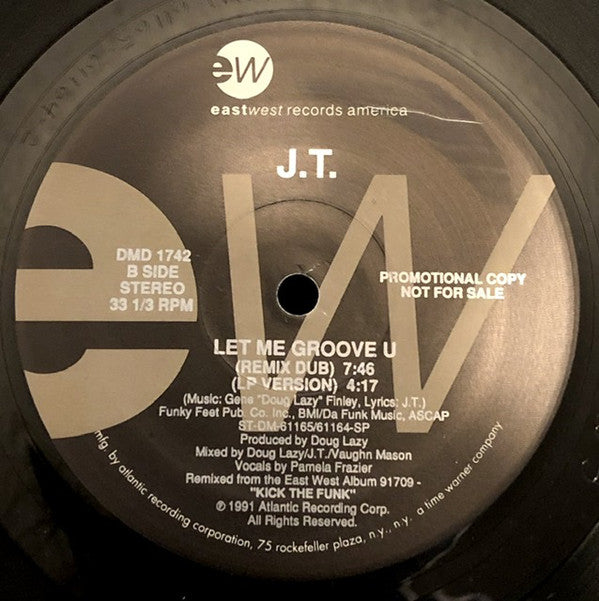 ew
eastwest records america
J.T.
ew
DMD 1742
B SIDE
STEREO
33 1/3 RPM
PROMOTIONAL COPY
NOT FOR SALE
LET ME GROOVE U
(REMIX DUB) 7:46
(LP VERSION) 4:17
(Music: Gene "Doug Lazy" Finley, Lyrics: J.T.)
Funky Feet Pub. Co. Inc., BMI/Da Funk Music, ASCAP
ST-DM-61165/61164-SP
Produced by Doug Lazy
Mixed by Doug Lazy/J.T./Vaughn Mason
Vocals by Pamela Frazier
Remixed from the East West Album 91709 -
"KICK THE FUNK"
℗ 1991 Atlantic Recording Corp.
All Rights Reserved.
mfg. by atlantic recording corporation, 75 rockefeller plaza, n.y., n.y. a time warner company